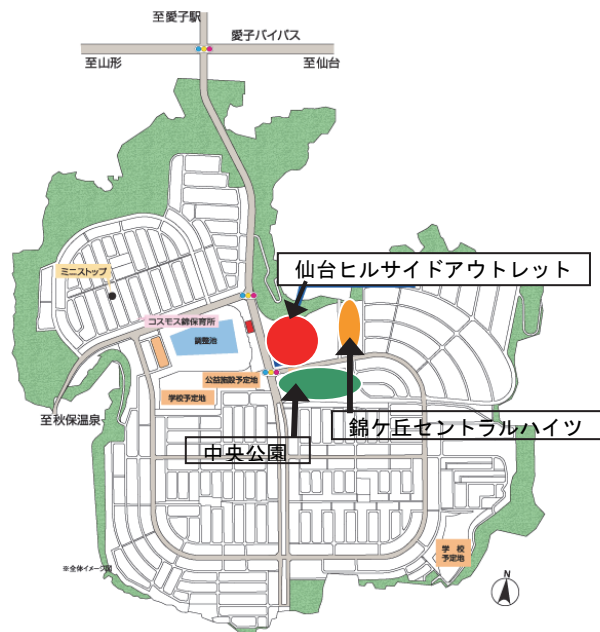 至愛子駅
愛子バイパス
至山形
至仙台
ミニストップ
仙台ヒルサイドアウトレット
コスモス錦保育所
調整池
公益施設予定地
学校予定地
至秋保温泉
錦ケ丘セントラルハイツ
中央公園
学校
予定地
※全体イメージ図
N